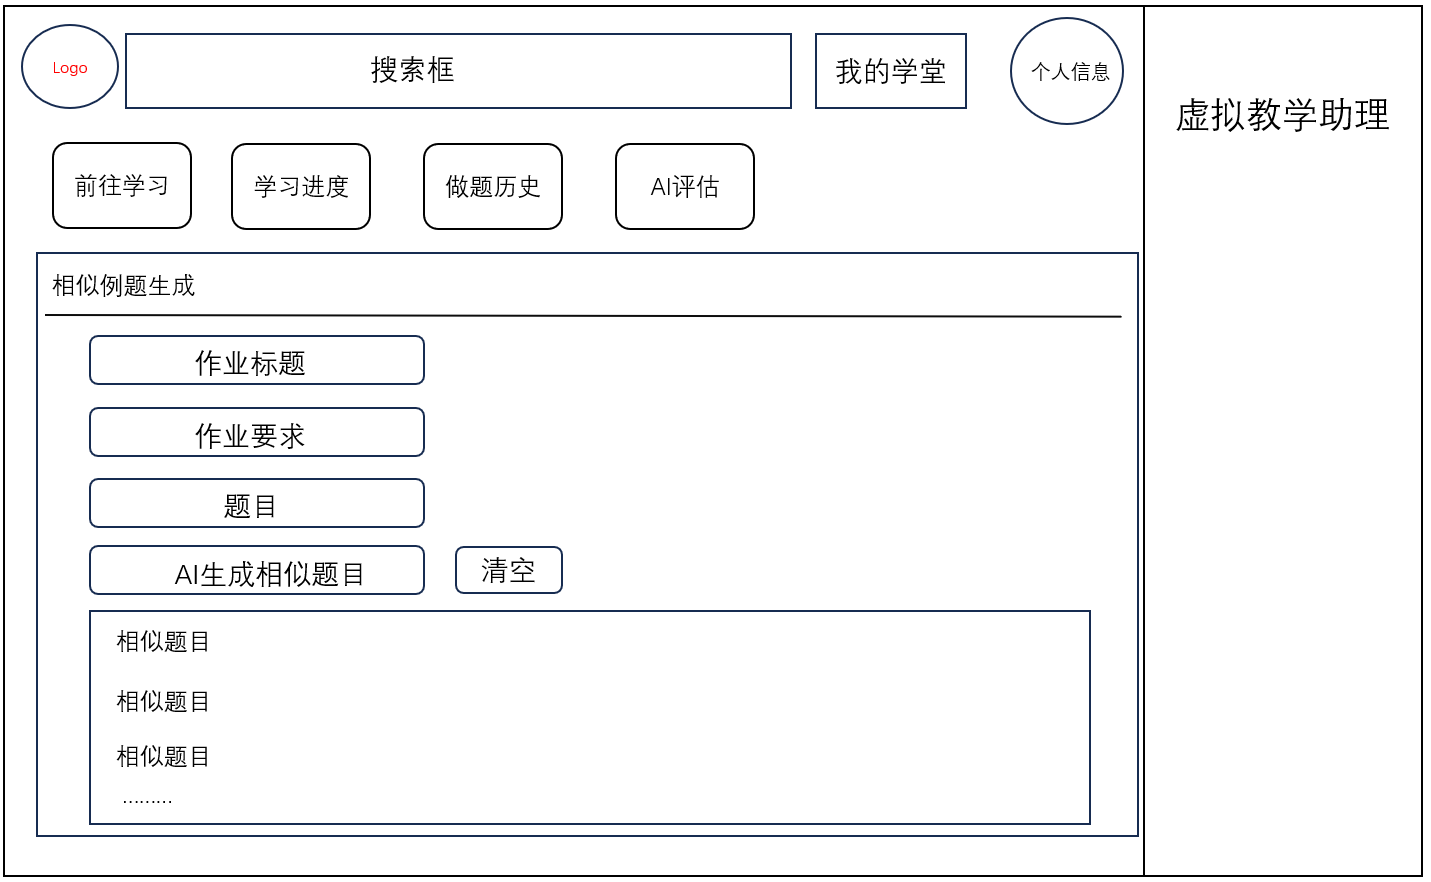 Logo
搜索框
我的学堂
个人信息
虚拟教学助理
前往学习
学习进度
做题历史
AI评估
相似例题生成
作业标题
作业要求
题目
AI生成相似题目
清空
相似题目
相似题目
相似题目
………